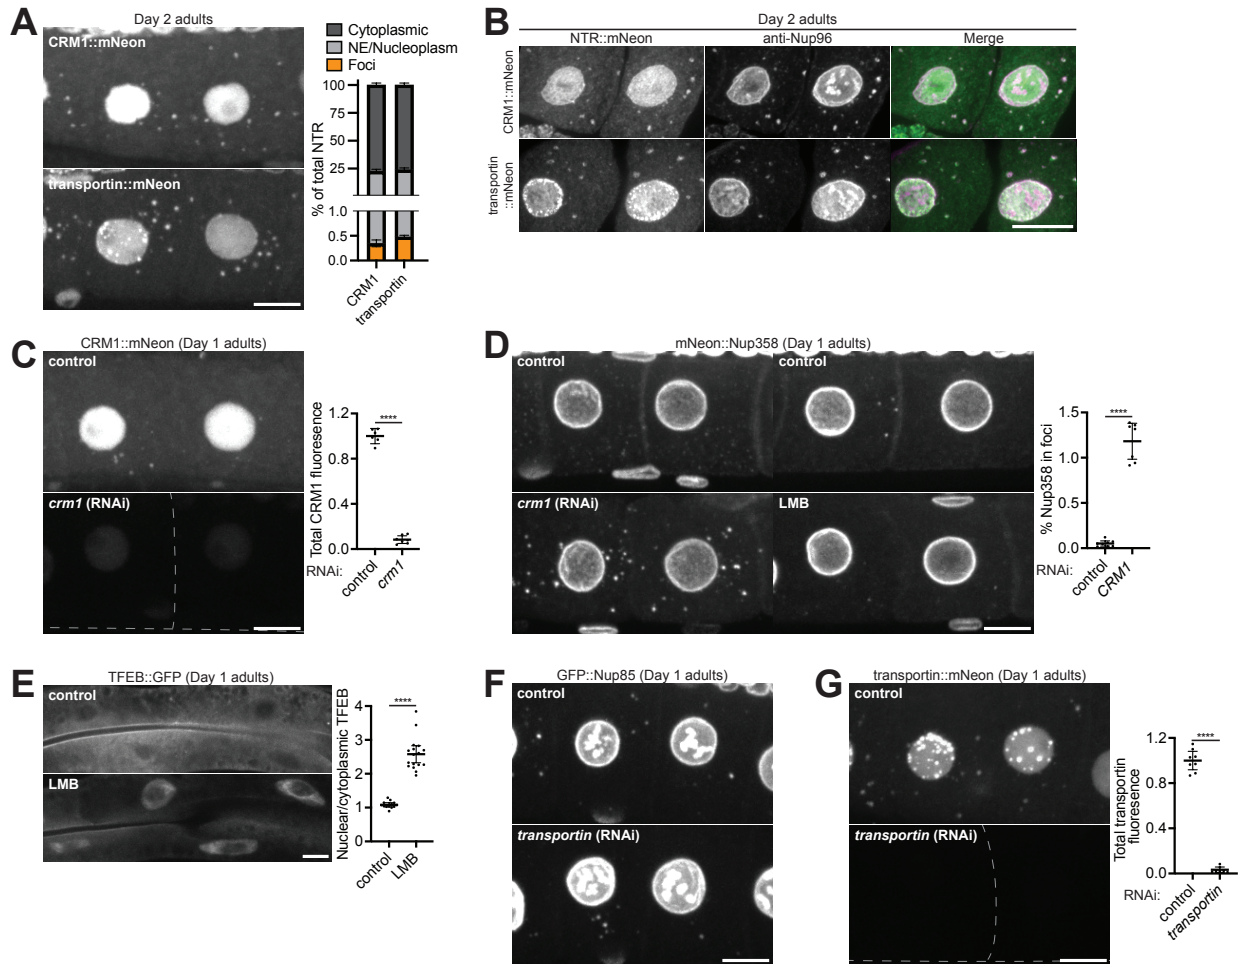 A
Day 2 adults
CRM1::mNeon
transportin::mNeon
Cytoplasmic
NE/Nucleoplasm
Foci
% of total NTR
100
75
50
25
1.0
0.5
0.0
CRM1
transportin
B
Day 2 adults
NTR::mNeon
anti-Nup96
Merge
CRM1::mNeon
transportin
::mNeon
C
CRM1::mNeon (Day 1 adults)
control
crm1 (RNAi)
Total CRM1 fluoresence
1.2
0.8
0.4
0.0
****
RNAi:
control
crm1
D
mNeon::Nup358 (Day 1 adults)
control
control
crm1 (RNAi)
LMB
% Nup358 in foci
1.5
1.0
0.5
0.0
****
RNAi:
control
CRM1
E
TFEB::GFP (Day 1 adults)
control
LMB
Nuclear/cytoplasmic TFEB
4
3
2
1
0
****
control
LMB
F
GFP::Nup85 (Day 1 adults)
control
transportin (RNAi)
G
transportin::mNeon (Day 1 adults)
control
transportin (RNAi)
Total transportin
fluoresence
1.2
0.8
0.4
0.0
****
RNAi:
control
transportin